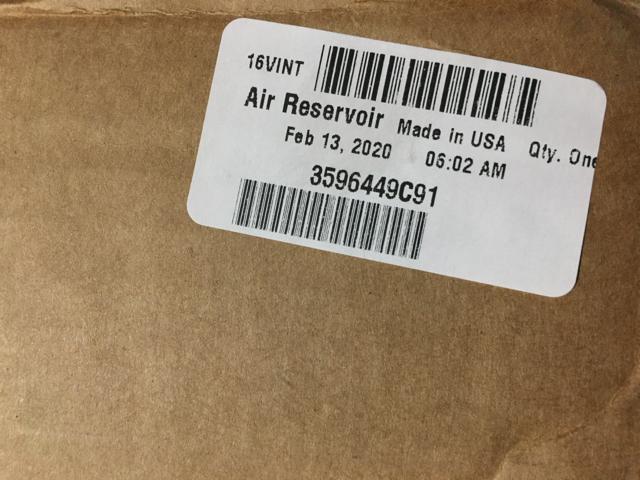 16VINT
Air Reservoir Made in USA Qty. One
Feb 13, 2020 06:02 AM
3596449C91